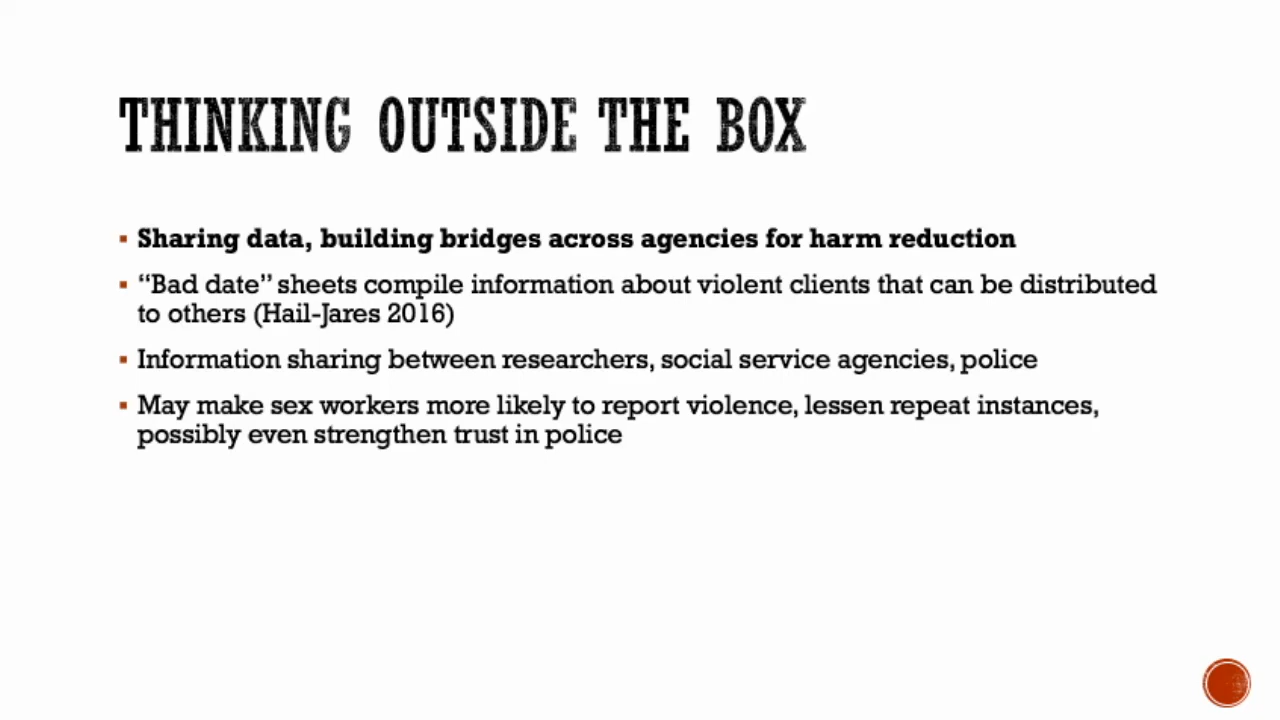 THINKING OUTSIDE THE BOX
▪ Sharing data, building bridges across agencies for harm reduction
▪ “Bad date” sheets compile information about violent clients that can be distributed
to others (Hail-Jares 2016)
▪ Information sharing between researchers, social service agencies, police
▪ May make sex workers more likely to report violence, lessen repeat instances,
possibly even strengthen trust in police